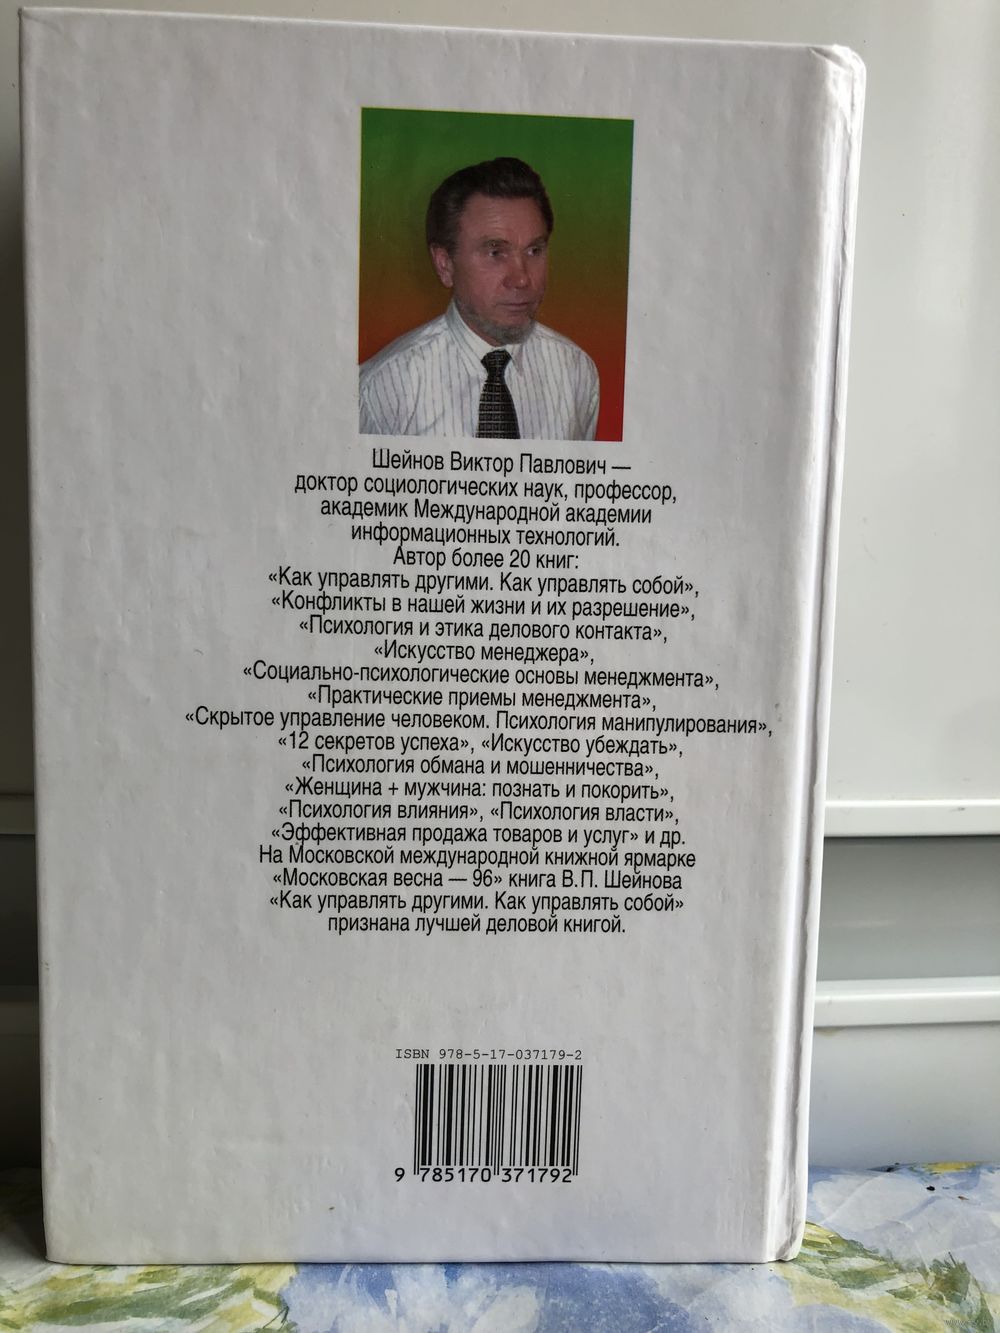 Шейнов Виктор Павлович —
доктор социологических наук, профессор,
академик Международной академии
информационных технологий.
Автор более 20 книг:
«Как управлять другими. Как управлять собой»,
«Конфликты в нашей жизни и их разрешение»,
«Психология и этика делового контакта»,
«Искусство менеджера»,
«Социально-психологические основы менеджмента»,
«Практические приемы менеджмента»,
«Скрытое управление человеком. Психология манипулирования»,
«12 секретов успеха», «Искусство убеждать»,
«Психология обмана и мошенничества»,
«Женщина + мужчина: познать и покорить»,
«Психология влияния», «Психология власти»,
«Эффективная продажа товаров и услуг» и др.
На Московской международной книжной ярмарке
«Московская весна — 96» книга В.П. Шейнова
«Как управлять другими. Как управлять собой»
признана лучшей деловой книгой.
ISBN 978-5-17-037179-2
9 785170 371792